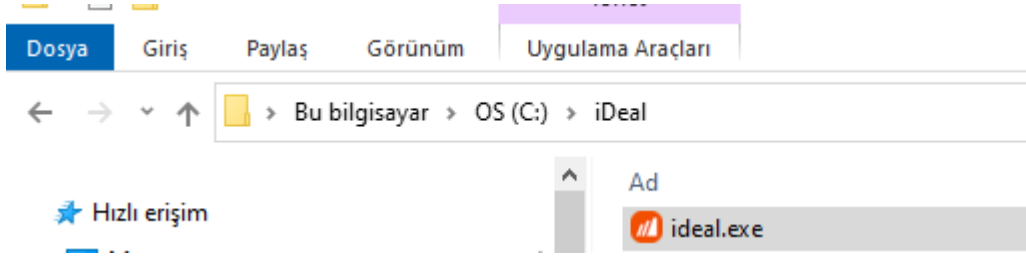 Dosya Giriş Paylaş Görünüm Uygulama Araçları
Bu bilgisayar > OS (C:) > iDeal
Ad
Hızlı erişim
ideal.exe